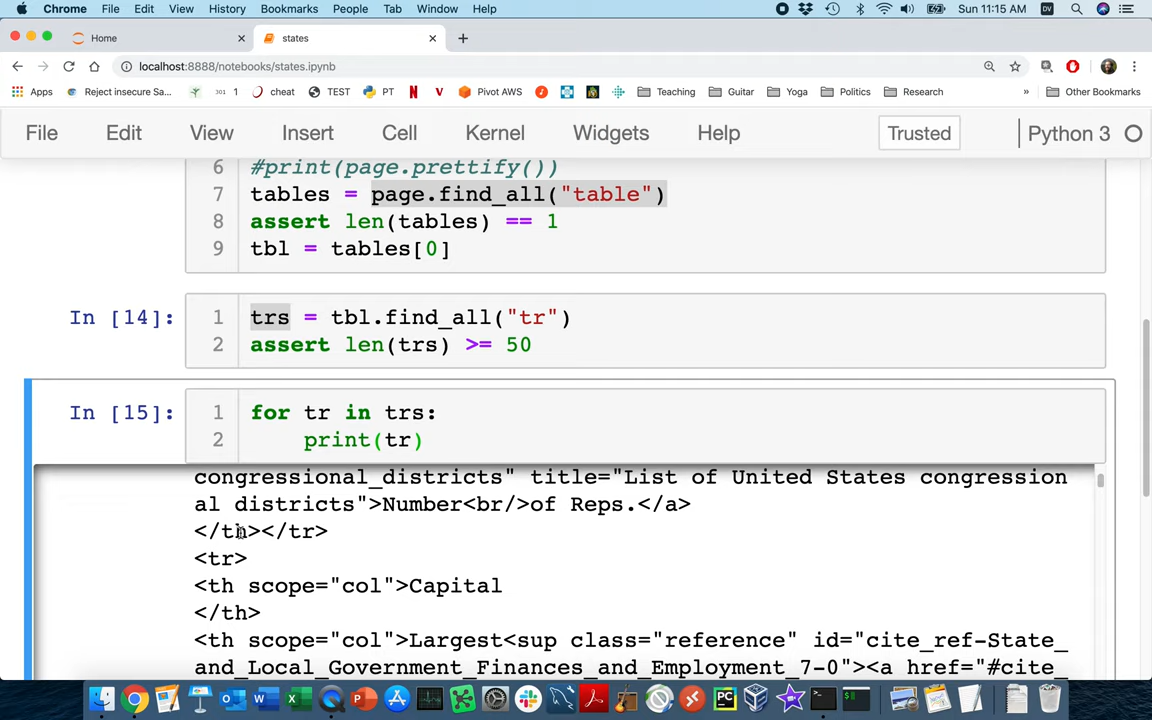 Chrome File Edit View History Bookmarks People Tab Window Help Sun 11:15 AM DV
Home states
localhost:8888/notebooks/states.ipynb
Apps Reject insecure Sa... 301 1 cheat TEST PT Pivot AWS Teaching Guitar Yoga Politics Research » Other Bookmarks
File Edit View Insert Cell Kernel Widgets Help Trusted Python 3
6 #print(page.prettify())
7 tables = page.find_all("table")
8 assert len(tables) == 1
9 tbl = tables[0]
In [14]: 1 trs = tbl.find_all("tr")
2 assert len(trs) >= 50
In [15]: 1 for tr in trs:
2 print(tr)
congressional_districts" title="List of United States congression
al districts">Number<br/>of Reps.</a>
</th></tr>
<tr>
<th scope="col">Capital
</th>
<th scope="col">Largest<sup class="reference" id="cite_ref-State_
and_Local_Government_Finances_and_Employment_7-0"><a href="#cite_